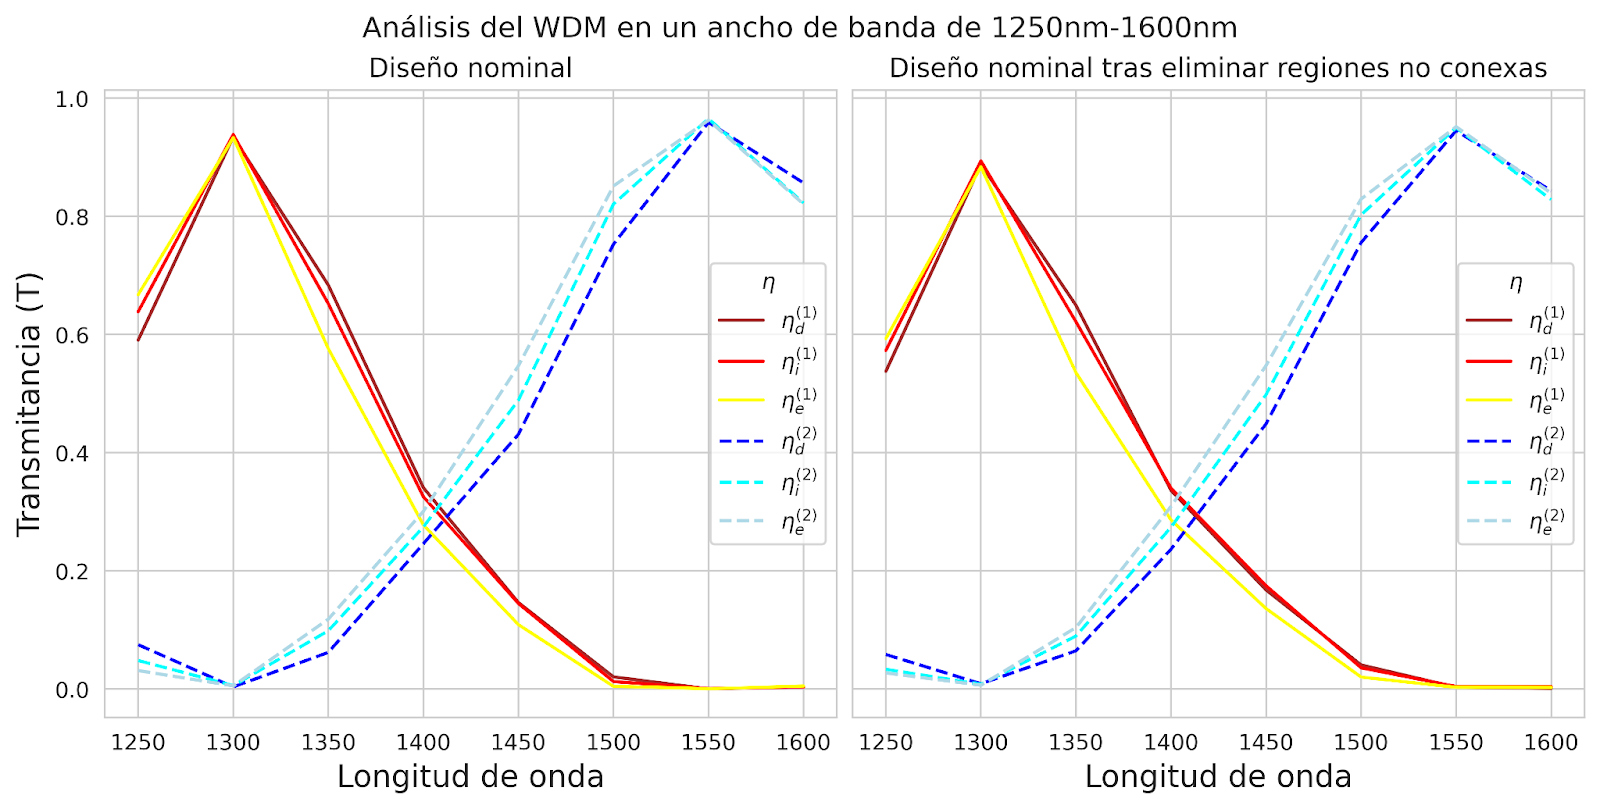 Análisis del WDM en un ancho de banda de 1250nm-1600nm
Diseño nominal
Transmitancia (T)
1.0
0.8
0.6
0.4
0.2
0.0
1250 1300 1350 1400 1450 1500 1550 1600
Longitud de onda
η
η_d^(1)
η_i^(1)
η_e^(1)
η_d^(2)
η_i^(2)
η_e^(2)
Diseño nominal tras eliminar regiones no conexas
1250 1300 1350 1400 1450 1500 1550 1600
Longitud de onda
η
η_d^(1)
η_i^(1)
η_e^(1)
η_d^(2)
η_i^(2)
η_e^(2)